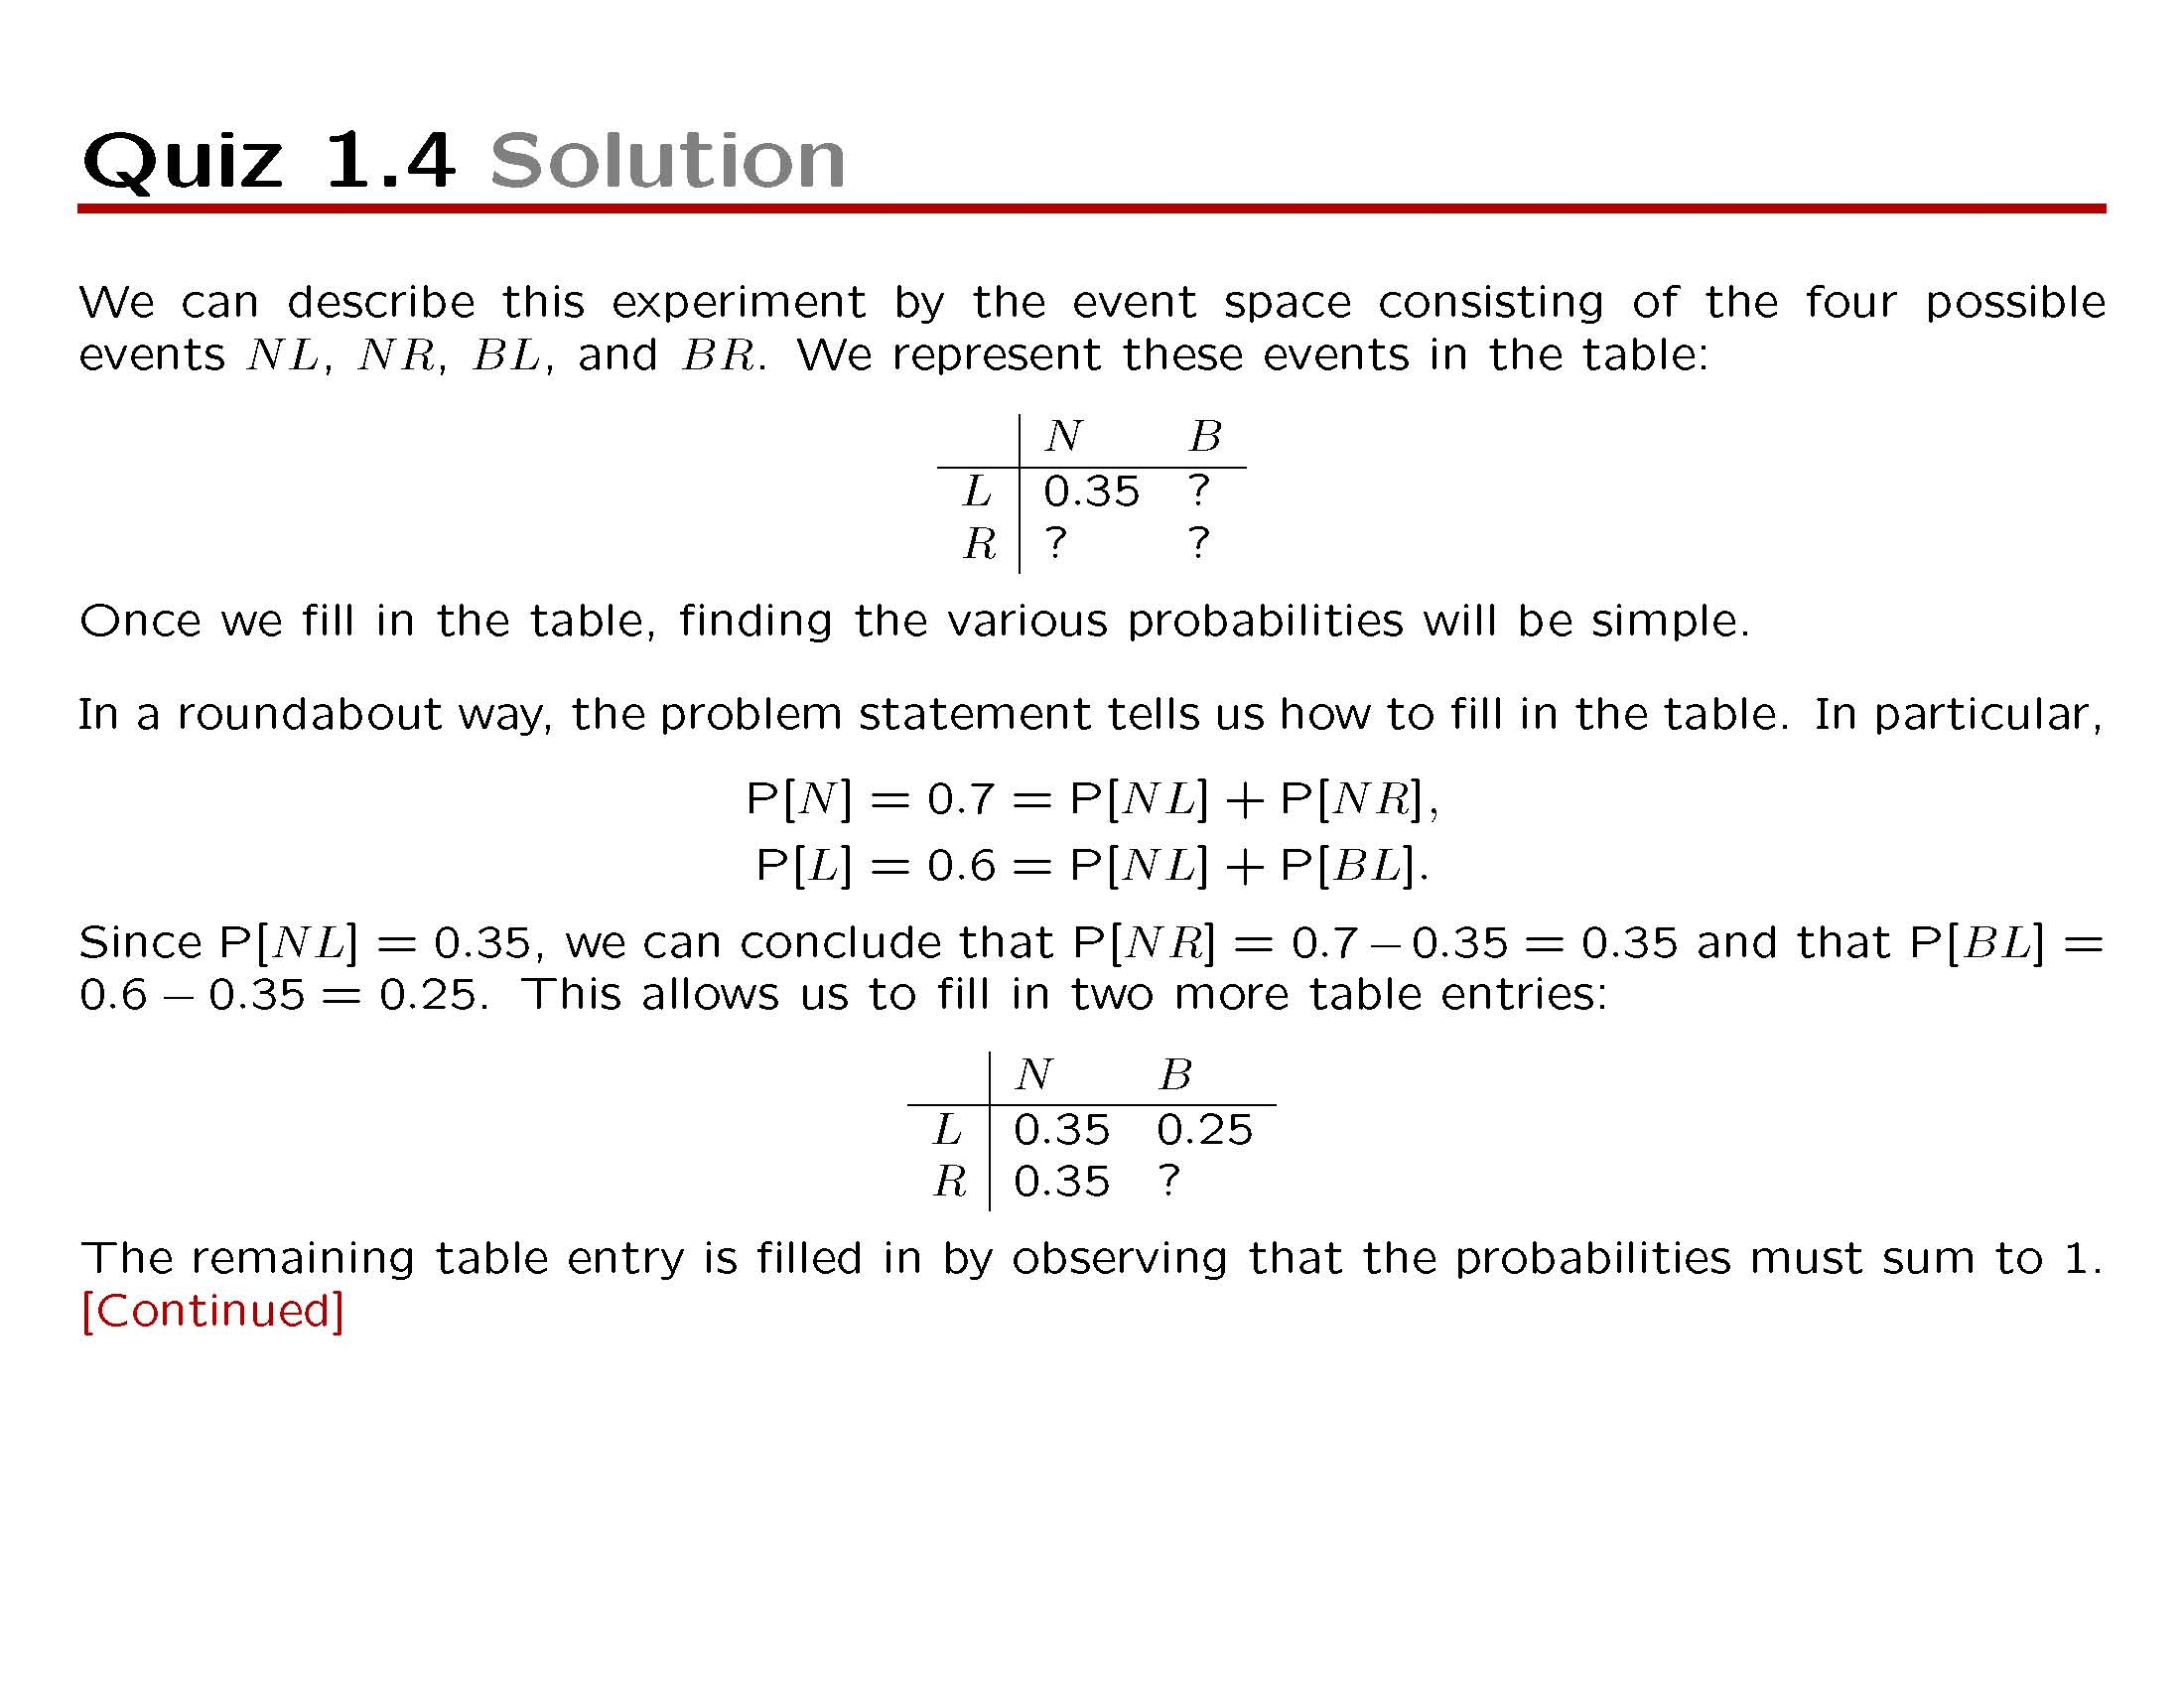 Quiz 1.4 Solution
We can describe this experiment by the event space consisting of the four possible
events NL, NR, BL, and BR. We represent these events in the table:
N B
L 0.35 ?
R ? ?
Once we fill in the table, finding the various probabilities will be simple.
In a roundabout way, the problem statement tells us how to fill in the table. In particular,
P[N] = 0.7 = P[NL] + P[NR],
P[L] = 0.6 = P[NL] + P[BL].
Since P[NL] = 0.35, we can conclude that P[NR] = 0.7 − 0.35 = 0.35 and that P[BL] =
0.6 − 0.35 = 0.25. This allows us to fill in two more table entries:
N B
L 0.35 0.25
R 0.35 ?
The remaining table entry is filled in by observing that the probabilities must sum to 1.
[Continued]